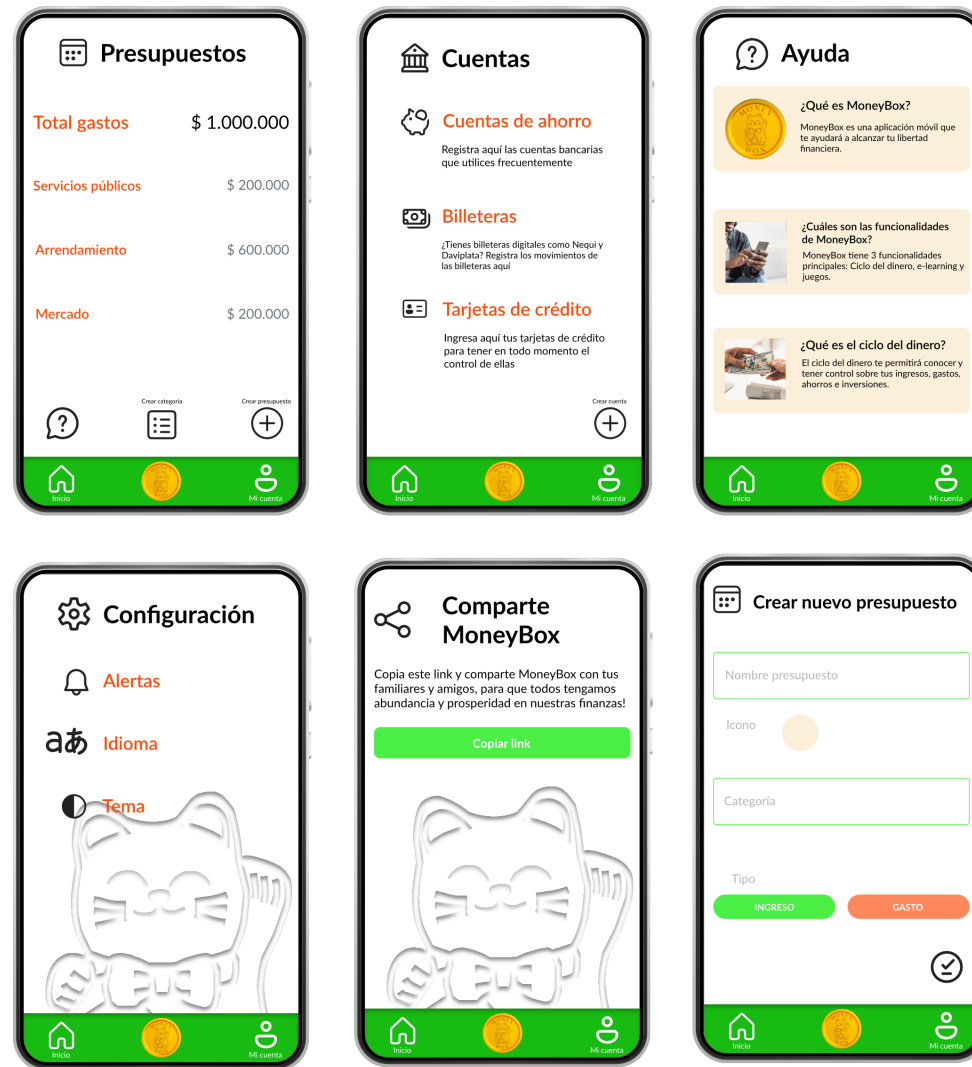 Presupuestos
Total gastos $ 1.000.000
Servicios públicos $ 200.000
Arrendamiento $ 600.000
Mercado $ 200.000
Crear categoría Crear presupuesto
Inicio
Mi cuenta
Cuentas
Cuentas de ahorro
Registra aquí las cuentas bancarias
que utilices frecuentemente
Billeteras
¿Tienes billeteras digitales como Nequi y
Daviplata? Registra los movimientos de
las billeteras aquí
Tarjetas de crédito
Ingresa aquí tus tarjetas de crédito
para tener en todo momento el
control de ellas
Crear cuenta
Inicio
Mi cuenta
Ayuda
MONEY
BOX
¿Qué es MoneyBox?
MoneyBox es una aplicación móvil que
te ayudará a alcanzar tu libertad
financiera.
¿Cuáles son las funcionalidades
de MoneyBox?
MoneyBox tiene 3 funcionalidades
principales: Ciclo del dinero, e-learning y
juegos.
¿Qué es el ciclo del dinero?
El ciclo del dinero te permitirá conocer y
tener control sobre tus ingresos, gastos,
ahorros e inversiones.
Inicio
Mi cuenta
Configuración
Alertas
aあ Idioma
Tema
Inicio
Mi cuenta
Comparte
MoneyBox
Copia este link y comparte MoneyBox con tus
familiares y amigos, para que todos tengamos
abundancia y prosperidad en nuestras finanzas!
Copiar link
Inicio
Mi cuenta
Crear nuevo presupuesto
Nombre presupuesto
Icono
Categoría
Tipo
INGRESO GASTO
Inicio
Mi cuenta